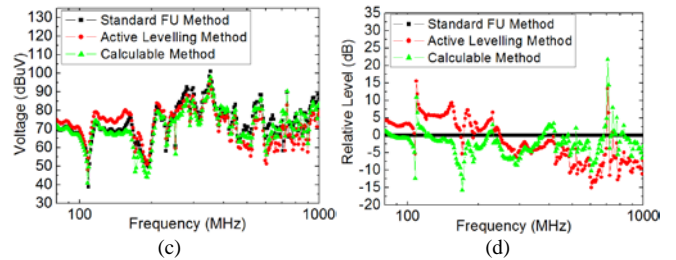 135
120
110
100
90
80
70
60
50
40
30
Voltage (dBuV)
Standard FU Method
Active Levelling Method
Calculable Method
100
1000
Frequency (MHz)
(c)
35
30
25
20
15
10
5
0
-5
-10
-15
-20
Relative Level (dB)
Standard FU Method
Active Levelling Method
Calculable Method
100
1000
Frequency (MHz)
(d)